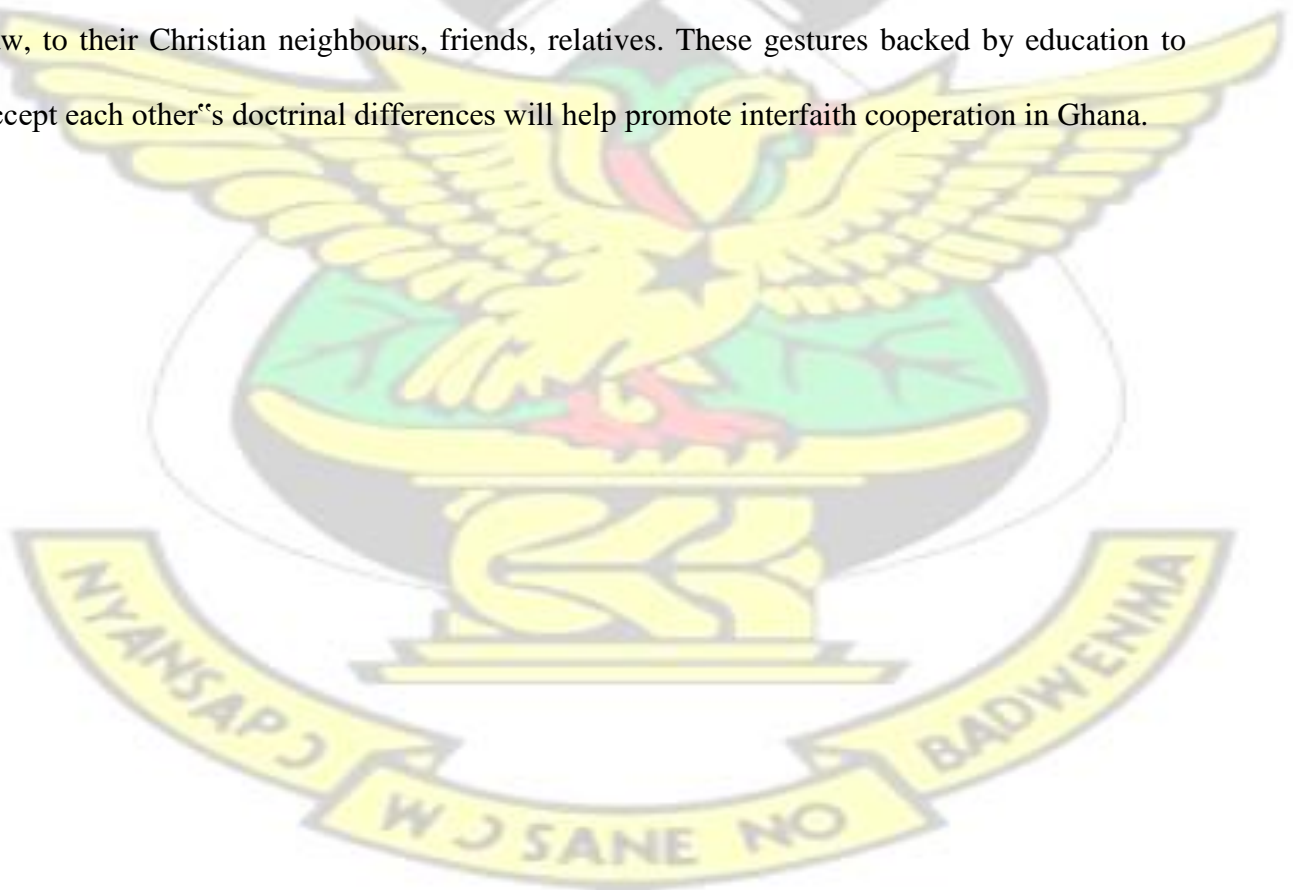 w, to their Christian neighbours, friends, relatives. These gestures backed by education to
ccept each other‟s doctrinal differences will help promote interfaith cooperation in Ghana.
NYANSAPƆ
WƆSANE NO
BADWENMA